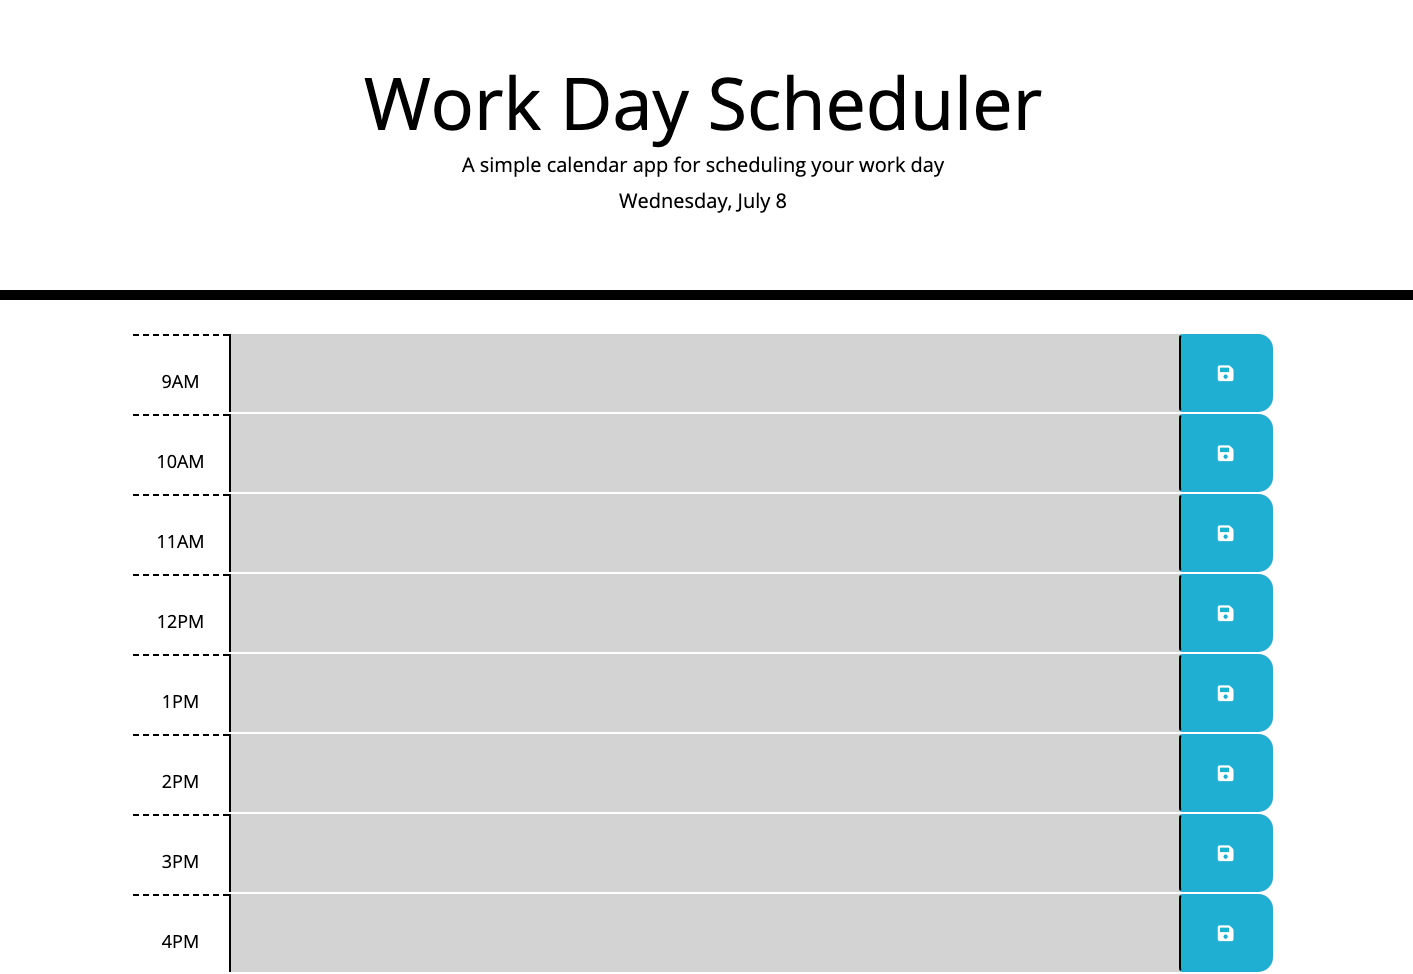 Work Day Scheduler
A simple calendar app for scheduling your work day
Wednesday, July 8
9AM
10AM
11AM
12PM
1PM
2PM
3PM
4PM